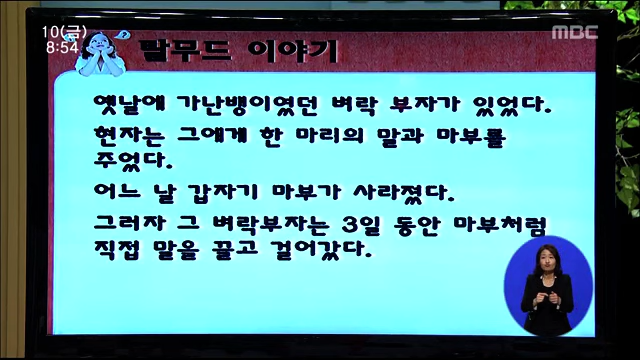 10(금)
8:54
MBC
탈무드 이야기
옛날에 가난뱅이였던 벼락 부자가 있었다.
현자는 그에게 한 마리의 말과 마부를
주었다.
어느 날 갑자기 마부가 사라졌다.
그러자 그 벼락부자는 3일 동안 마부처럼
직접 말을 끌고 걸어갔다.